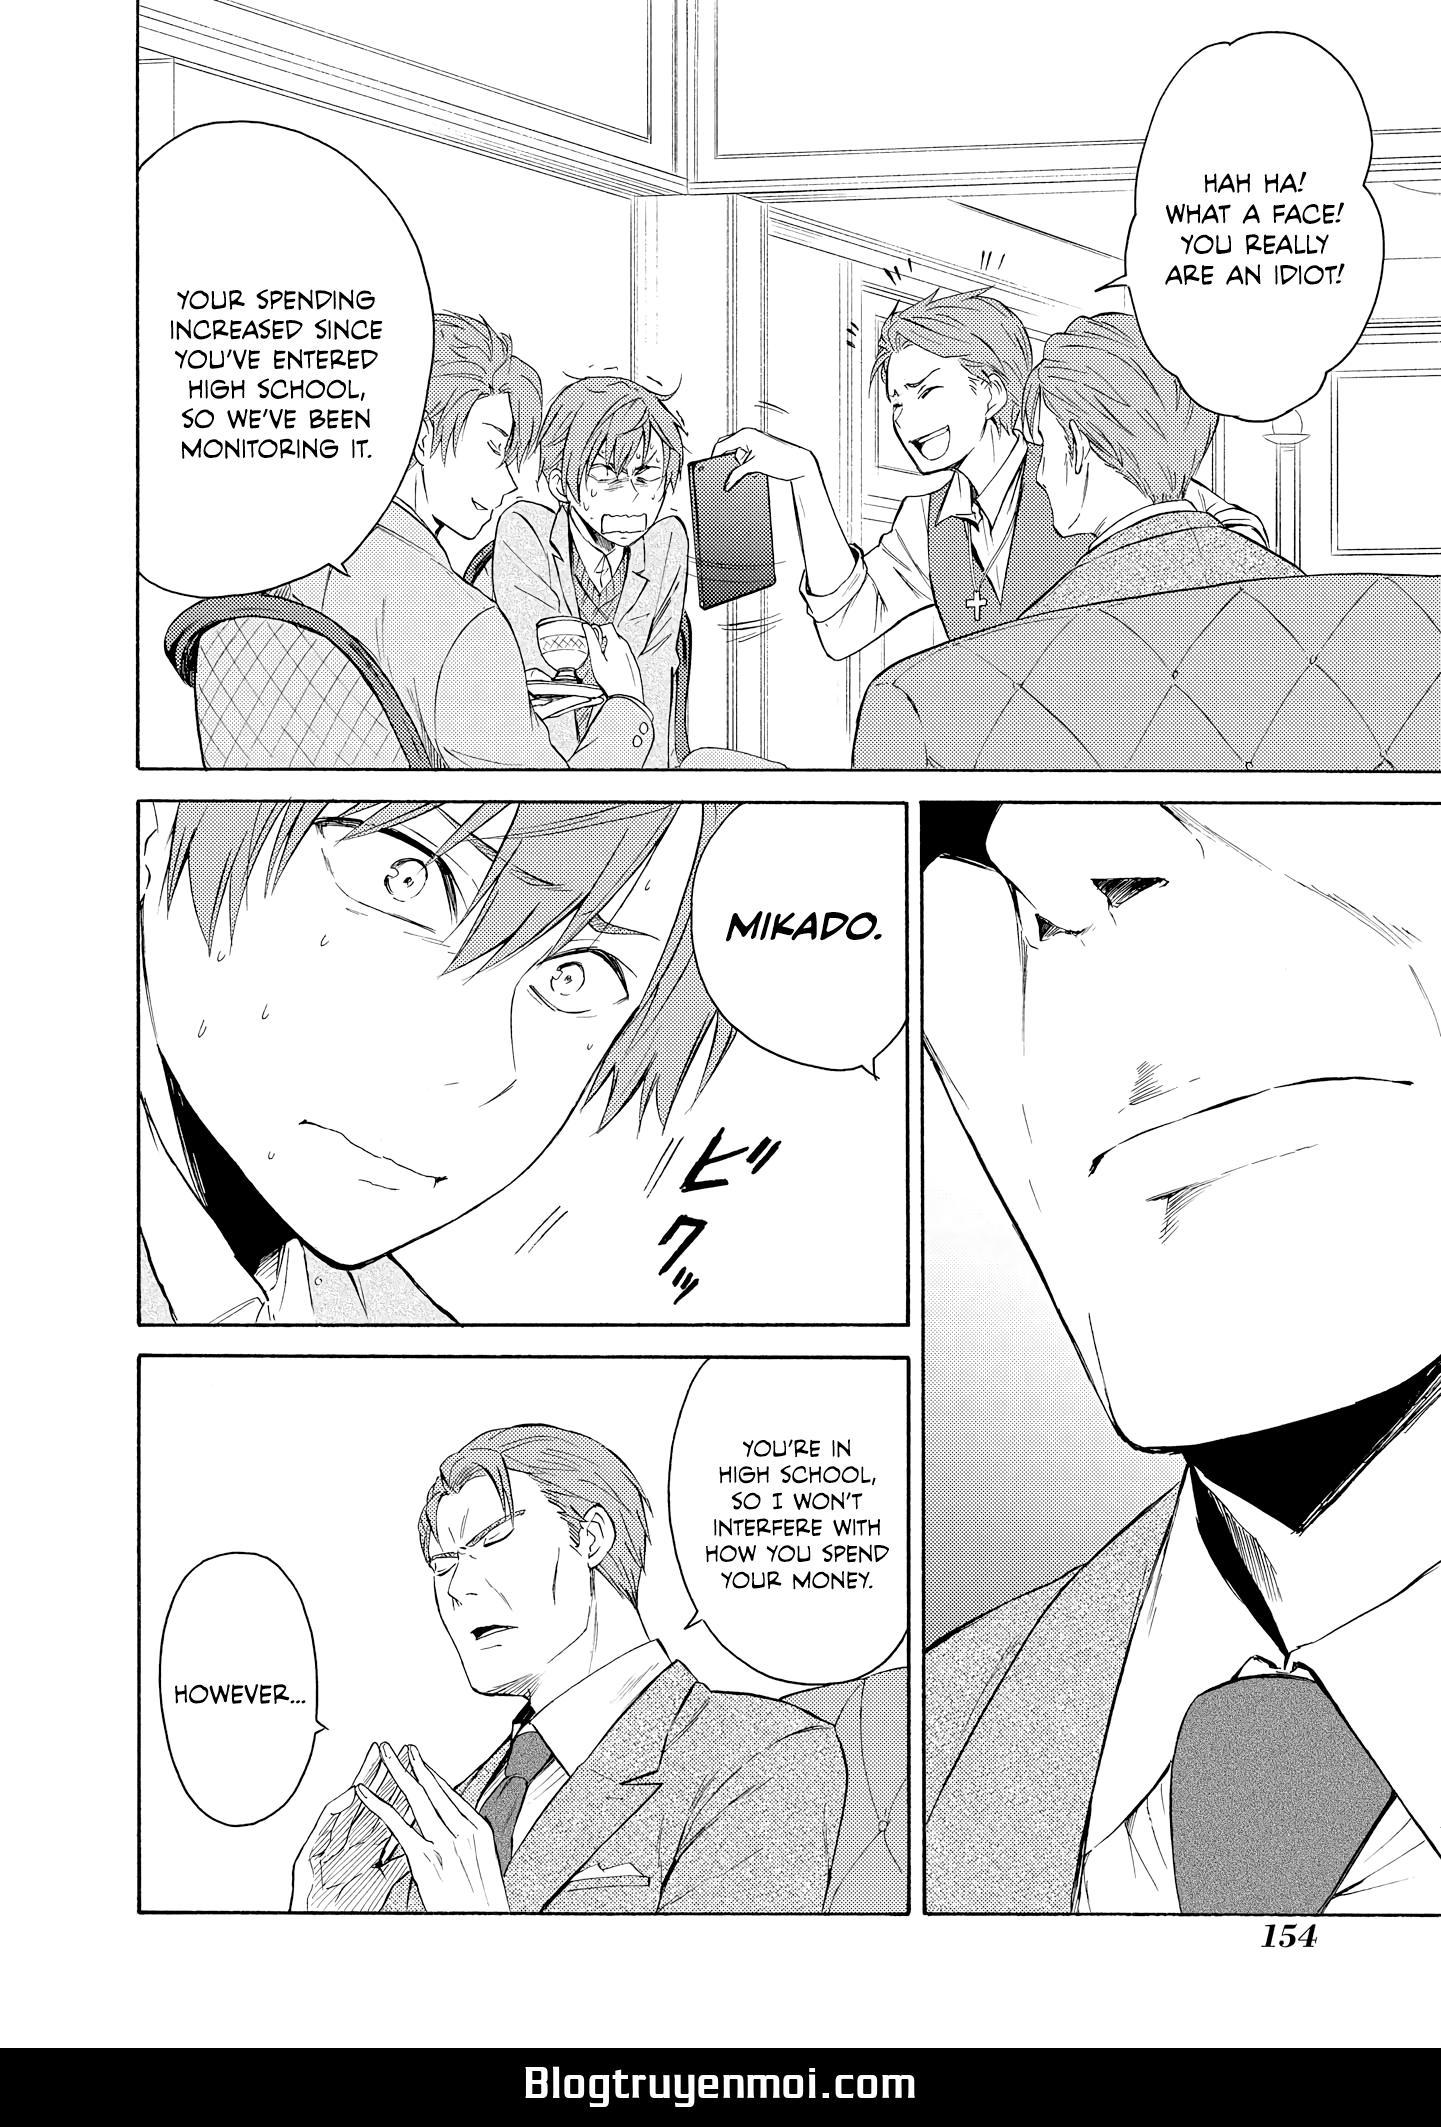 HAH HA!
WHAT A FACE!
YOU REALLY
ARE AN IDIOT!
YOUR SPENDING
INCREASED SINCE
YOU'VE ENTERED
HIGH SCHOOL,
SO WE'VE BEEN
MONITORING IT.
MIKADO.
ビ
クッ
YOU'RE IN
HIGH SCHOOL,
SO I WON'T
INTERFERE WITH
HOW YOU SPEND
YOUR MONEY.
HOWEVER...
154
Blogtruyenmoi.com